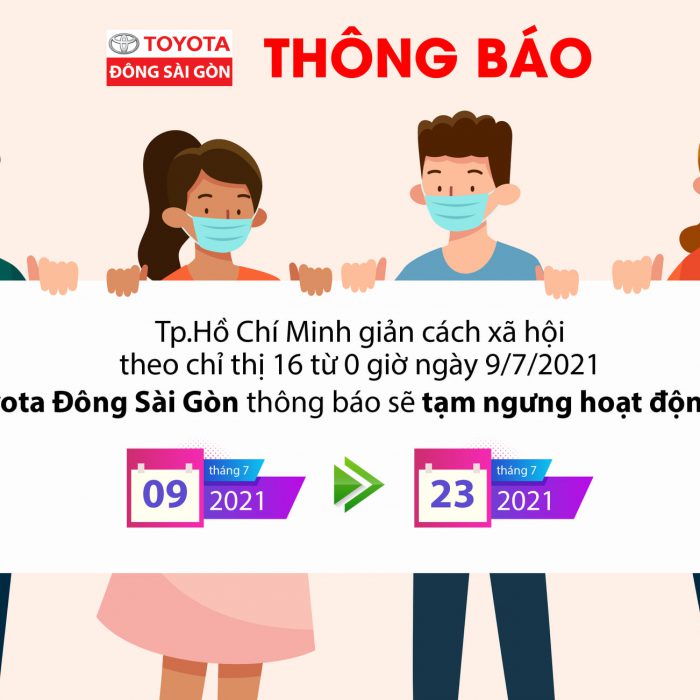 TOYOTA
ĐÔNG SÀI GÒN
THÔNG BÁO
Tp.Hồ Chí Minh giản cách xã hội
theo chỉ thị 16 từ 0 giờ ngày 9/7/2021
yota Đông Sài Gòn thông báo sẽ tạm ngưng hoạt độn
09 tháng 7 2021
23 tháng 7 2021